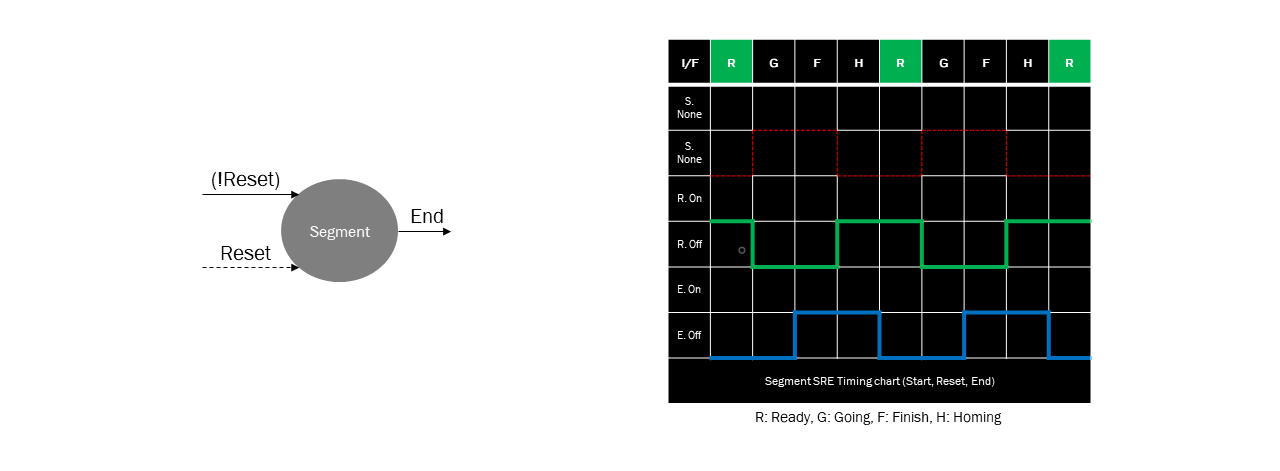 (!Reset)
Reset
Segment
End
I/F R G F H R G F H R
S.
None
S.
None
R. On
R. Off
E. On
E. Off
Segment SRE Timing chart (Start, Reset, End)
R: Ready, G: Going, F: Finish, H: Homing